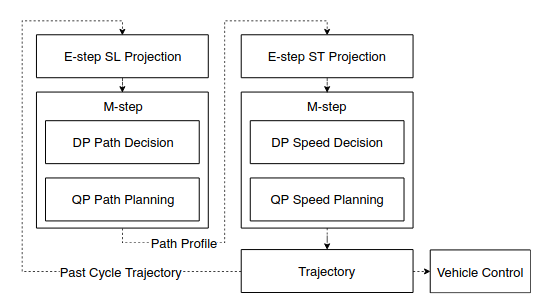 E-step SL Projection
M-step
DP Path Decision
QP Path Planning
Path Profile
E-step ST Projection
M-step
DP Speed Decision
QP Speed Planning
Past Cycle Trajectory
Trajectory
Vehicle Control